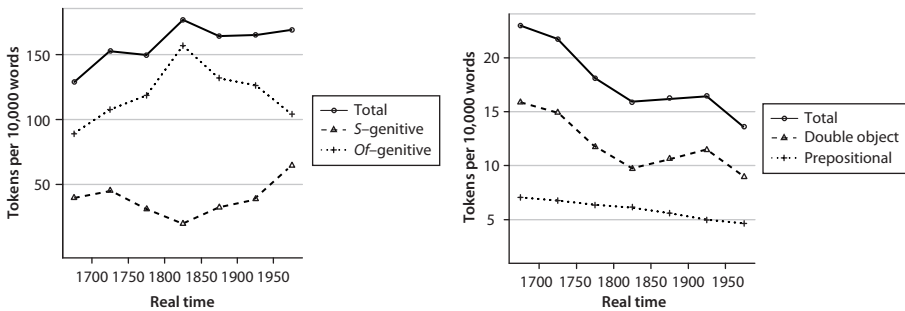 Tokens per 10,000 words
150
100
50
1700 1750 1800 1850 1900 1950
Real time
Total
S–genitive
Of–genitive
Tokens per 10,000 words
20
15
10
5
1700 1750 1800 1850 1900 1950
Real time
Total
Double object
Prepositional